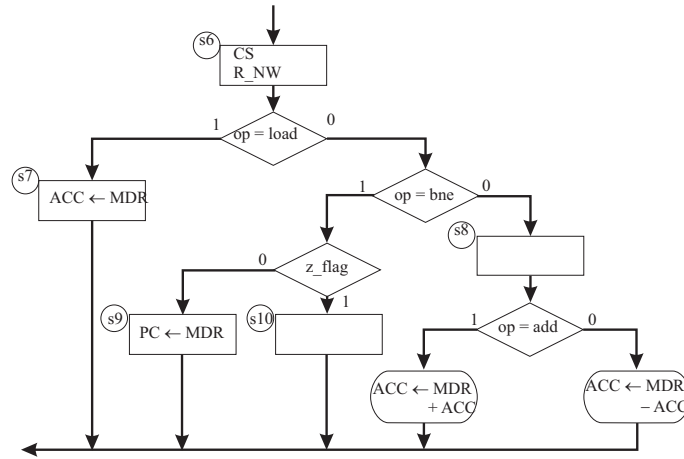 s6
CS
R_NW
1
op = load
0
s7
ACC ← MDR
1
op = bne
0
s8
0
z_flag
1
s9
PC ← MDR
s10
1
op = add
0
ACC ← MDR
+ ACC
ACC ← MDR
– ACC